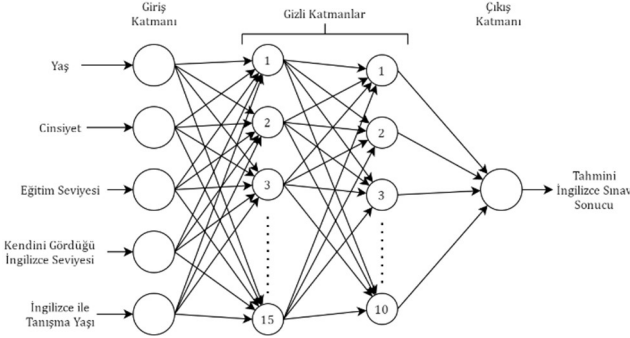 Giriş
Katmanı
Gizli Katmanlar
Çıkış
Katmanı
Yaş
Cinsiyet
Eğitim Seviyesi
Kendini Gördüğü
İngilizce Seviyesi
İngilizce ile
Tanışma Yaşı
1
2
3
15
1
2
3
10
Tahmini
İngilizce Sınav
Sonucu